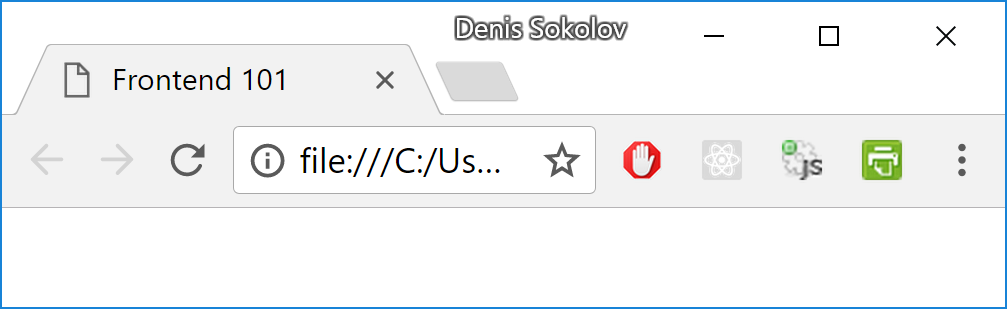 Denis Sokolov
Frontend 101
file:///C:/Us...
js